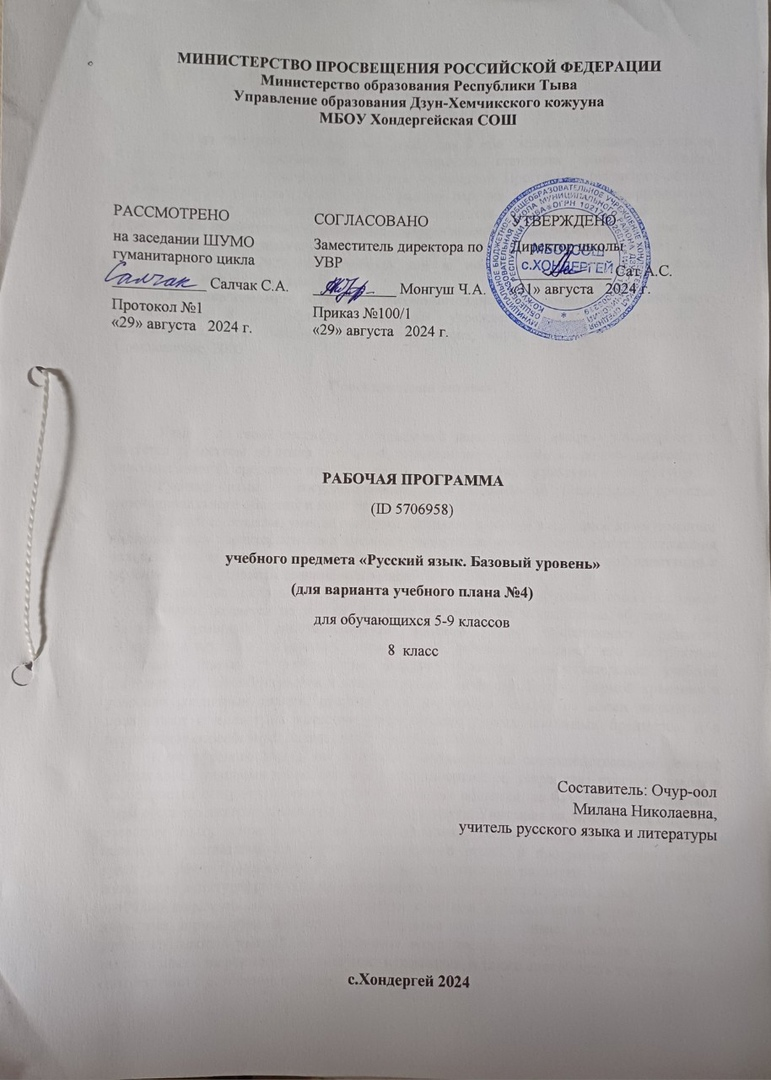 МИНИСТЕРСТВО ПРОСВЕЩЕНИЯ РОССИЙСКОЙ ФЕДЕРАЦИИ
Министерство образования Республики Тыва
Управление образования Дзун-Хемчикского кожууна
МБОУ Хондергейская СОШ
РАССМОТРЕНО
на заседании ШУМО
гуманитарного цикла
Салчак Салчак С.А.
Протокол №1
«29» августа 2024 г.
СОГЛАСОВАНО
Заместитель директора по
УВР
Монгуш Ч.А.
Приказ №100/1
«29» августа 2024 г.
УТВЕРЖДЕНО
Директор школы
Сат А.С.
«31» августа 2024 г.
МБОУ СОШ
с.ХОНДЕРГЕЙ
РАБОЧАЯ ПРОГРАММА
(ID 5706958)
учебного предмета «Русский язык. Базовый уровень»
(для варианта учебного плана №4)
для обучающихся 5-9 классов
8 класс
Составитель: Очур-оол
Милана Николаевна,
учитель русского языка и литературы
с.Хондергей 2024